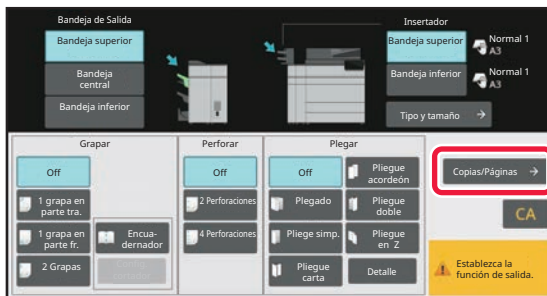 Bandeja de Salida
Bandeja superior
Bandeja
central
Bandeja inferior
Insertador
Bandeja superior
Normal 1
A3
Bandeja inferior
Normal 1
A3
Tipo y tamaño
Grapar
Off
1 grapa en
parte tra.
1 grapa en
parte fr.
2 Grapas
Encua-
dernador
Perforar
Off
2 Perforaciones
4 Perforaciones
Plegar
Off
Plegado
Pliege simp.
Pliegue
carta
Pliegue
acordeón
Pliegue
doble
Pliegue
en Z
Detalle
Copias/Páginas
CA
Establezca la
función de salida.